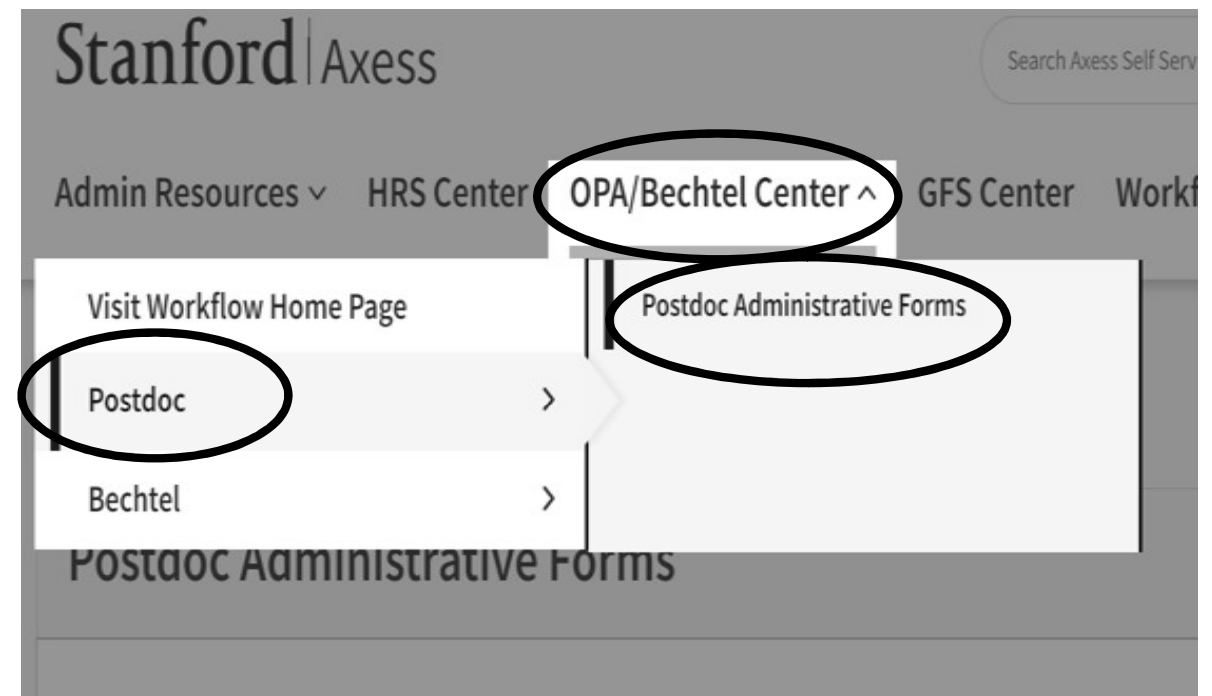 Stanford | Axess
Search Axess Self Serv
Admin Resources HRS Center OPA/Bechtel Center GFS Center Workf
Visit Workflow Home Page
Postdoc Administrative Forms
Postdoc
Bechtel
Postdoc Administrative Forms